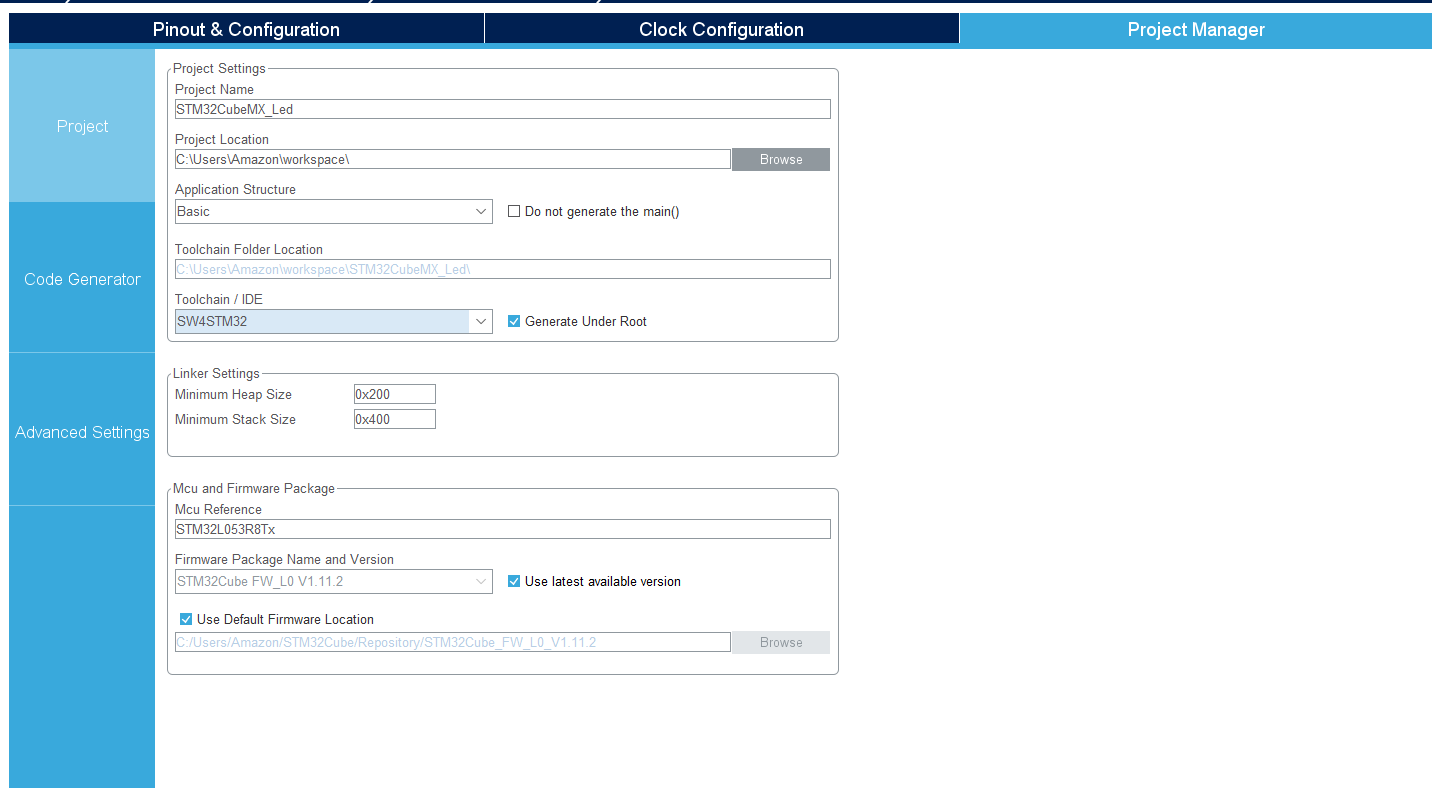 Pinout & Configuration
Clock Configuration
Project Manager
Project
Code Generator
Advanced Settings
Project Settings
Project Name
STM32CubeMX_Led
Project Location
C:\Users\Amazon\workspace\
Browse
Application Structure
Basic
Do not generate the main()
Toolchain Folder Location
C:\Users\Amazon\workspace\STM32CubeMX_Led\
Toolchain / IDE
SW4STM32
Generate Under Root
Linker Settings
Minimum Heap Size
0x200
Minimum Stack Size
0x400
Mcu and Firmware Package
Mcu Reference
STM32L053R8Tx
Firmware Package Name and Version
STM32Cube FW_L0 V1.11.2
Use latest available version
Use Default Firmware Location
C:/Users/Amazon/STM32Cube/Repository/STM32Cube_FW_L0_V1.11.2
Browse